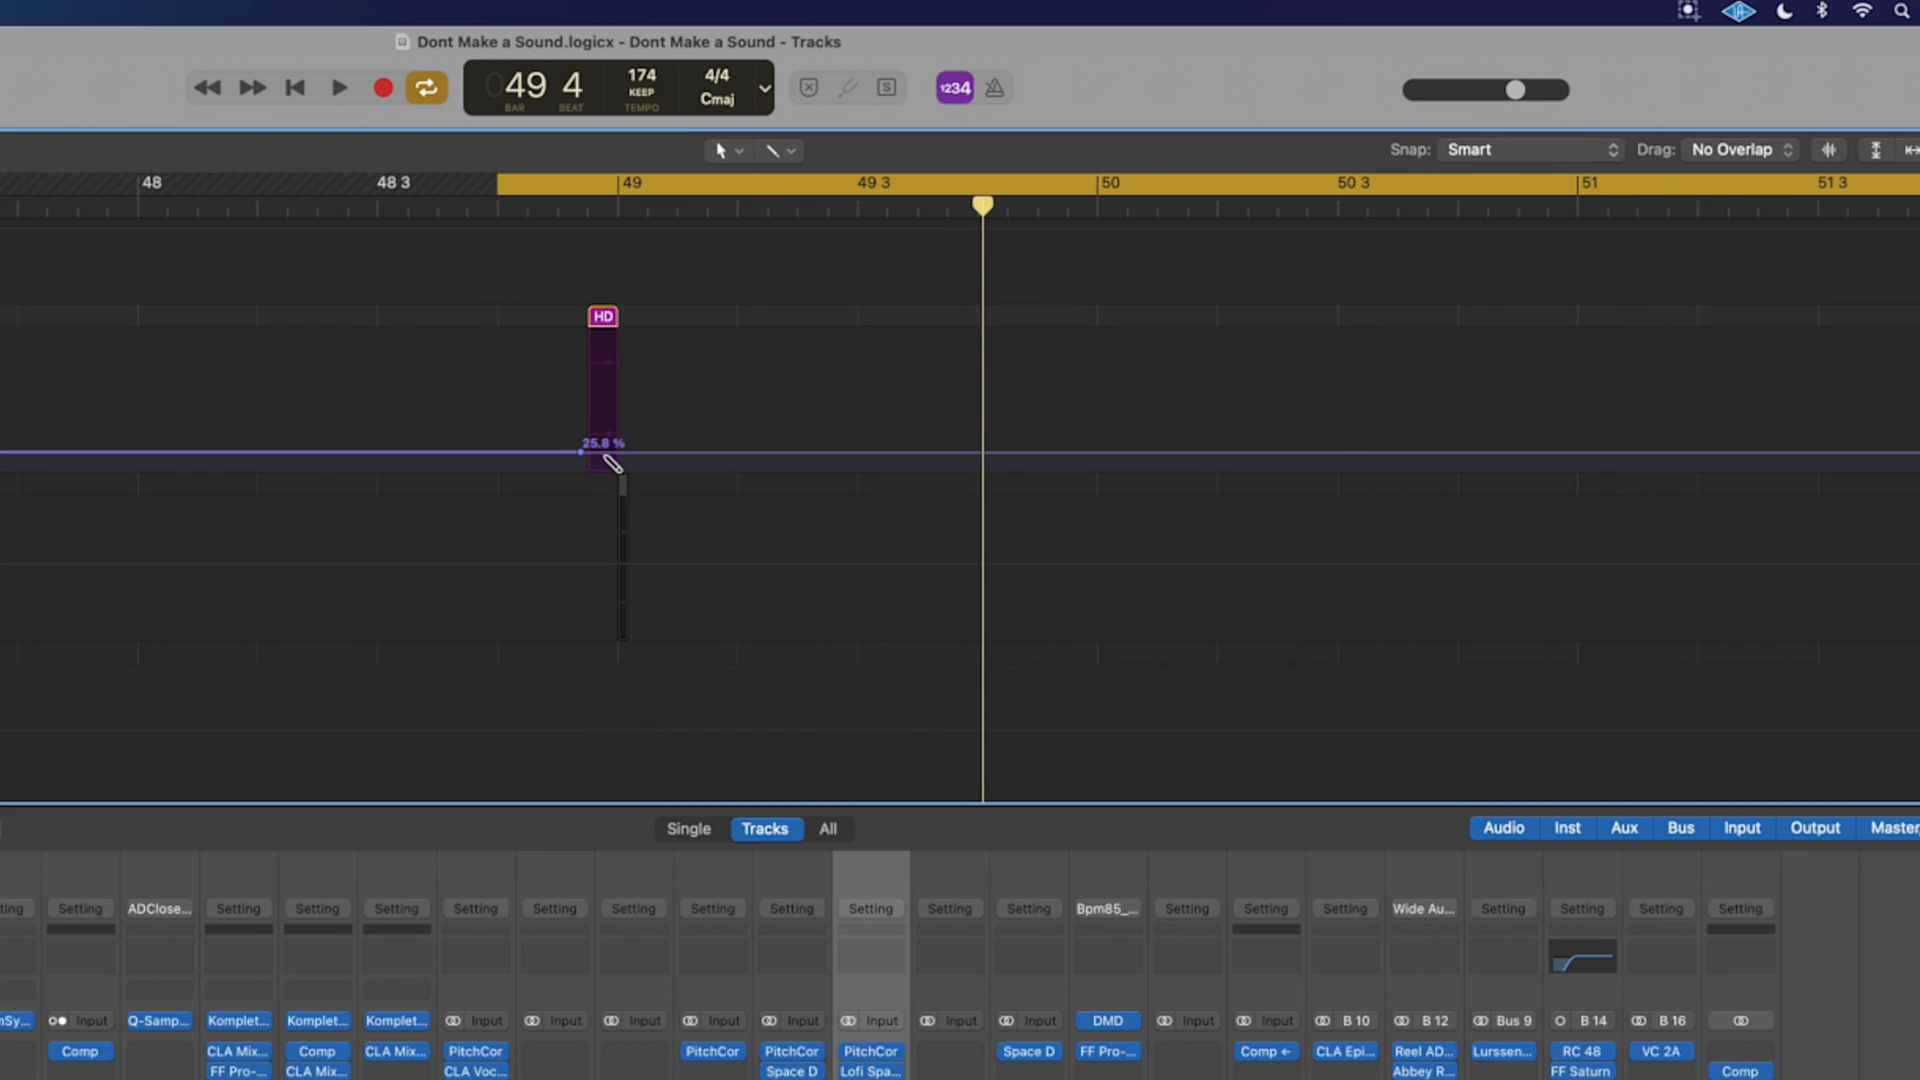 Dont Make a Sound.logicx - Dont Make a Sound - Tracks
049 4 174 4/4
KEEP Cmaj
BAR BEAT TEMPO
S
1234
Snap: Smart Drag: No Overlap
48 48 3 49 49 3 50 50 3 51 51 3
HD
25.8 %
Single Tracks All
Audio Inst Aux Bus Input Output Master
ting Setting ADClose... Setting Setting Setting Setting Setting Setting Setting Setting Setting Setting Setting Bpm85_... Setting Setting Setting Wide Au... Setting Setting Setting Setting
mSy... Input Q-Samp... Komplet... Komplet... Komplet... Input Input Input Input Input Input Input Input DMD Input Input B 10 B 12 Bus 9 B 14 B 16
Comp CLA Mix... Comp CLA Mix... PitchCor PitchCor PitchCor PitchCor Space D FF Pro-... Comp ← CLA Epi... Reel AD... Lurssen... RC 48 VC 2A
FF Pro-... CLA Mix... CLA Voc... Space D Lofi Spa... Abbey R... FF Saturn Comp